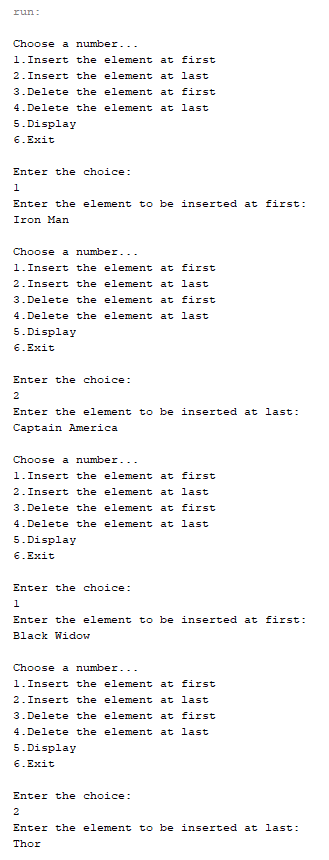 run:
Choose a number...
1.Insert the element at first
2.Insert the element at last
3.Delete the element at first
4.Delete the element at last
5.Display
6.Exit
Enter the choice:
1
Enter the element to be inserted at first:
Iron Man
Choose a number...
1.Insert the element at first
2.Insert the element at last
3.Delete the element at first
4.Delete the element at last
5.Display
6.Exit
Enter the choice:
2
Enter the element to be inserted at last:
Captain America
Choose a number...
1.Insert the element at first
2.Insert the element at last
3.Delete the element at first
4.Delete the element at last
5.Display
6.Exit
Enter the choice:
1
Enter the element to be inserted at first:
Black Widow
Choose a number...
1.Insert the element at first
2.Insert the element at last
3.Delete the element at first
4.Delete the element at last
5.Display
6.Exit
Enter the choice:
2
Enter the element to be inserted at last:
Thor